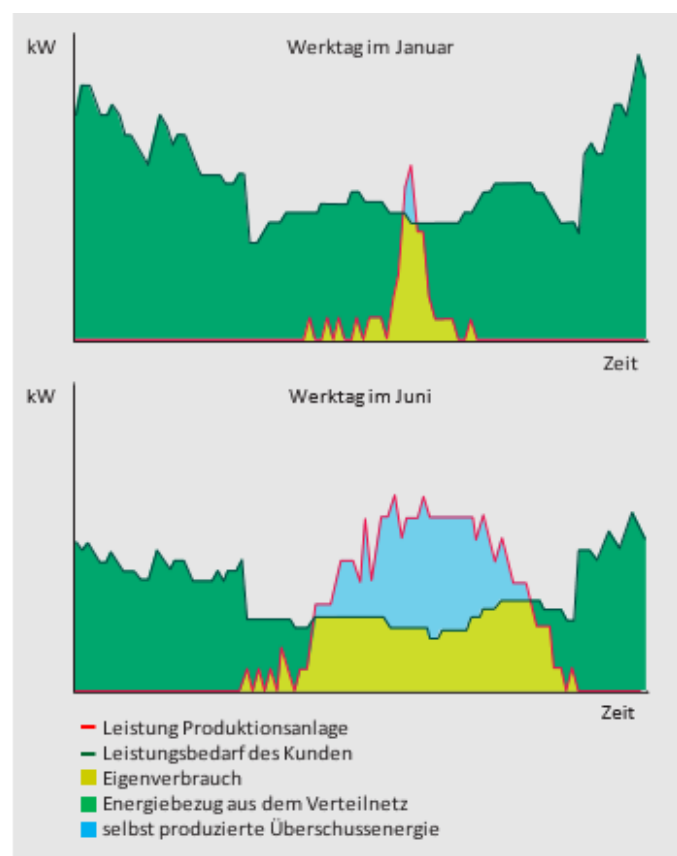 kW
Werktag im Januar
Zeit
kW
Werktag im Juni
Zeit
Leistung Produktionsanlage
Leistungsbedarf des Kunden
Eigenverbrauch
Energiebezug aus dem Verteilnetz
selbst produzierte Überschussenergie